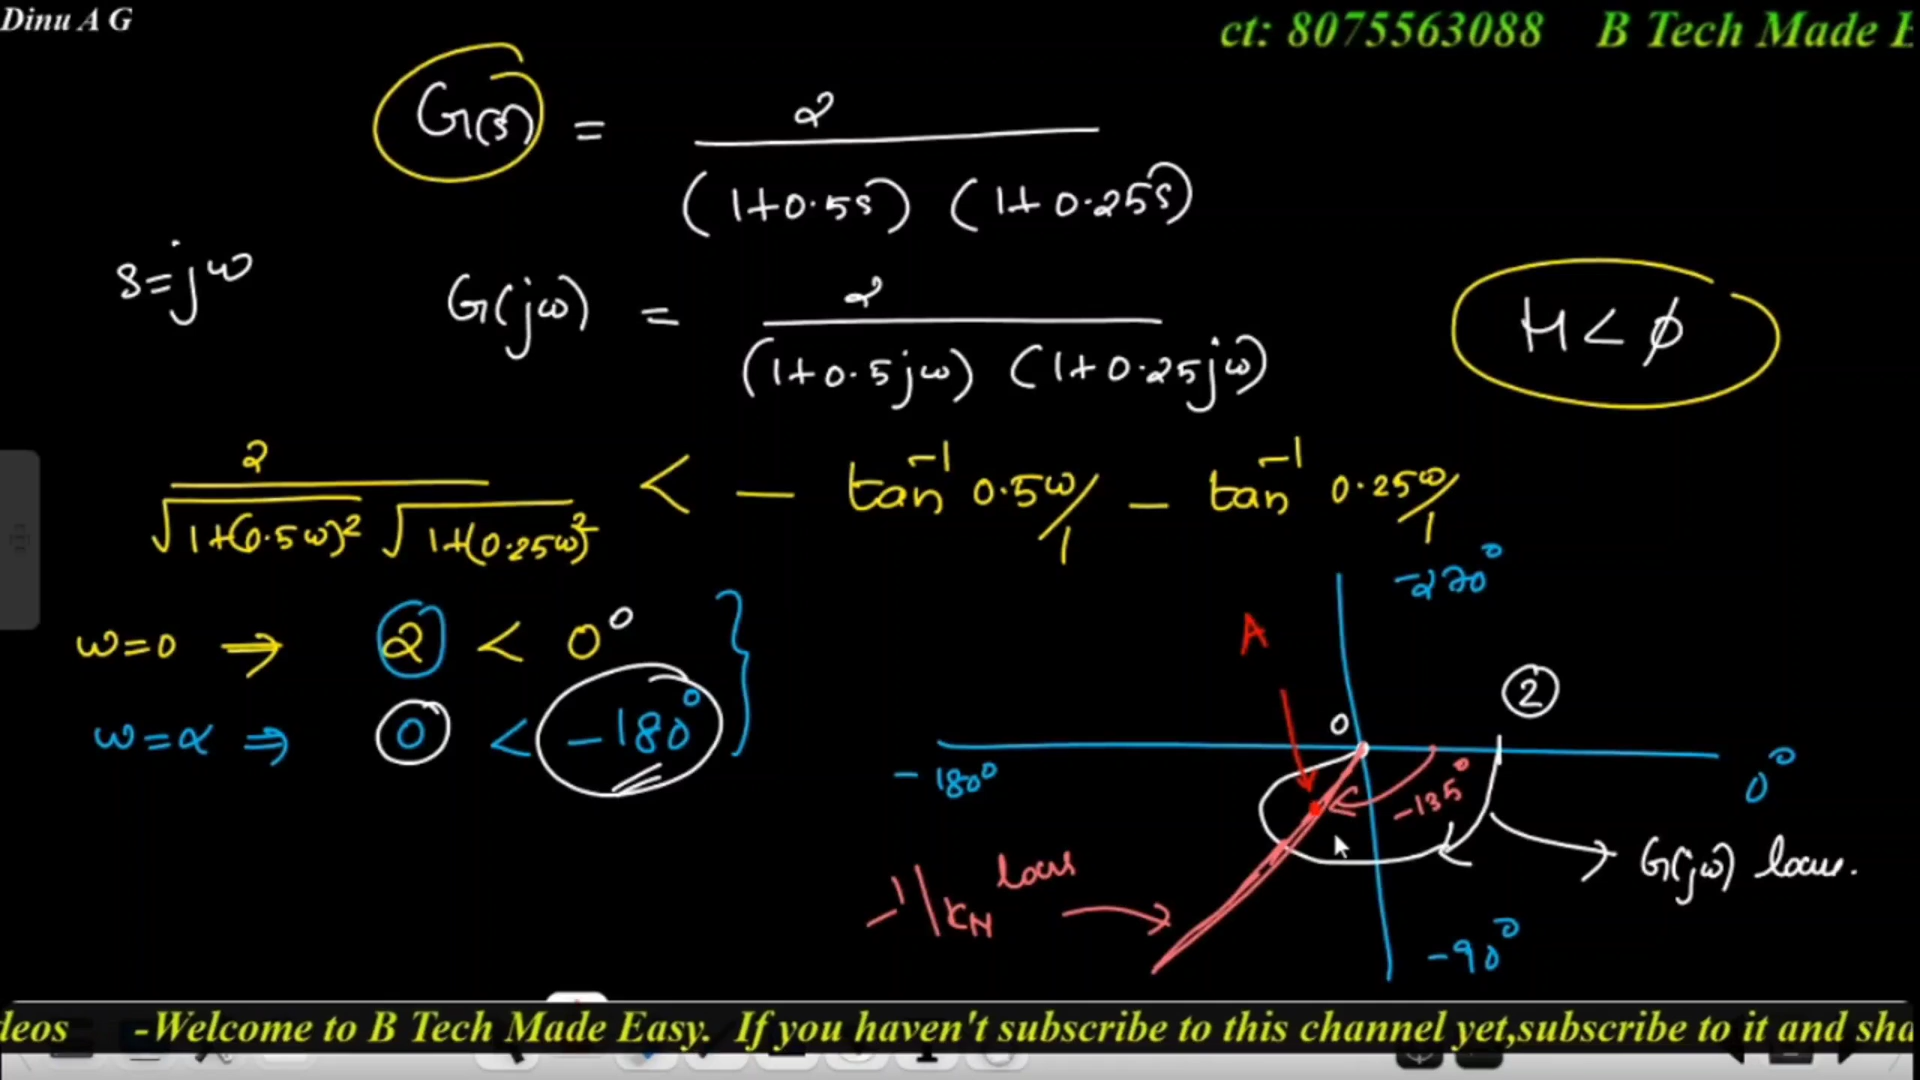 Dinu A G
ct: 8075563088 B Tech Made E
G(s) = 2 / (1+0.5s) (1+0.25s)
s=jω
G(jω) = 2 / (1+0.5jω) (1+0.25jω)
M < φ
2 / √1+(0.5ω)² √1+(0.25ω)² < - tan⁻¹ 0.5ω/1 - tan⁻¹ 0.25ω/1
ω=0 ⇒ 2 < 0°
ω=α ⇒ 0 < -180°
-270°
A
0
2
-180°
-135°
0°
G(jω) locus.
-1/KN locus
-90°
deos -Welcome to B Tech Made Easy. If you haven't subscribe to this channel yet,subscribe to it and sha